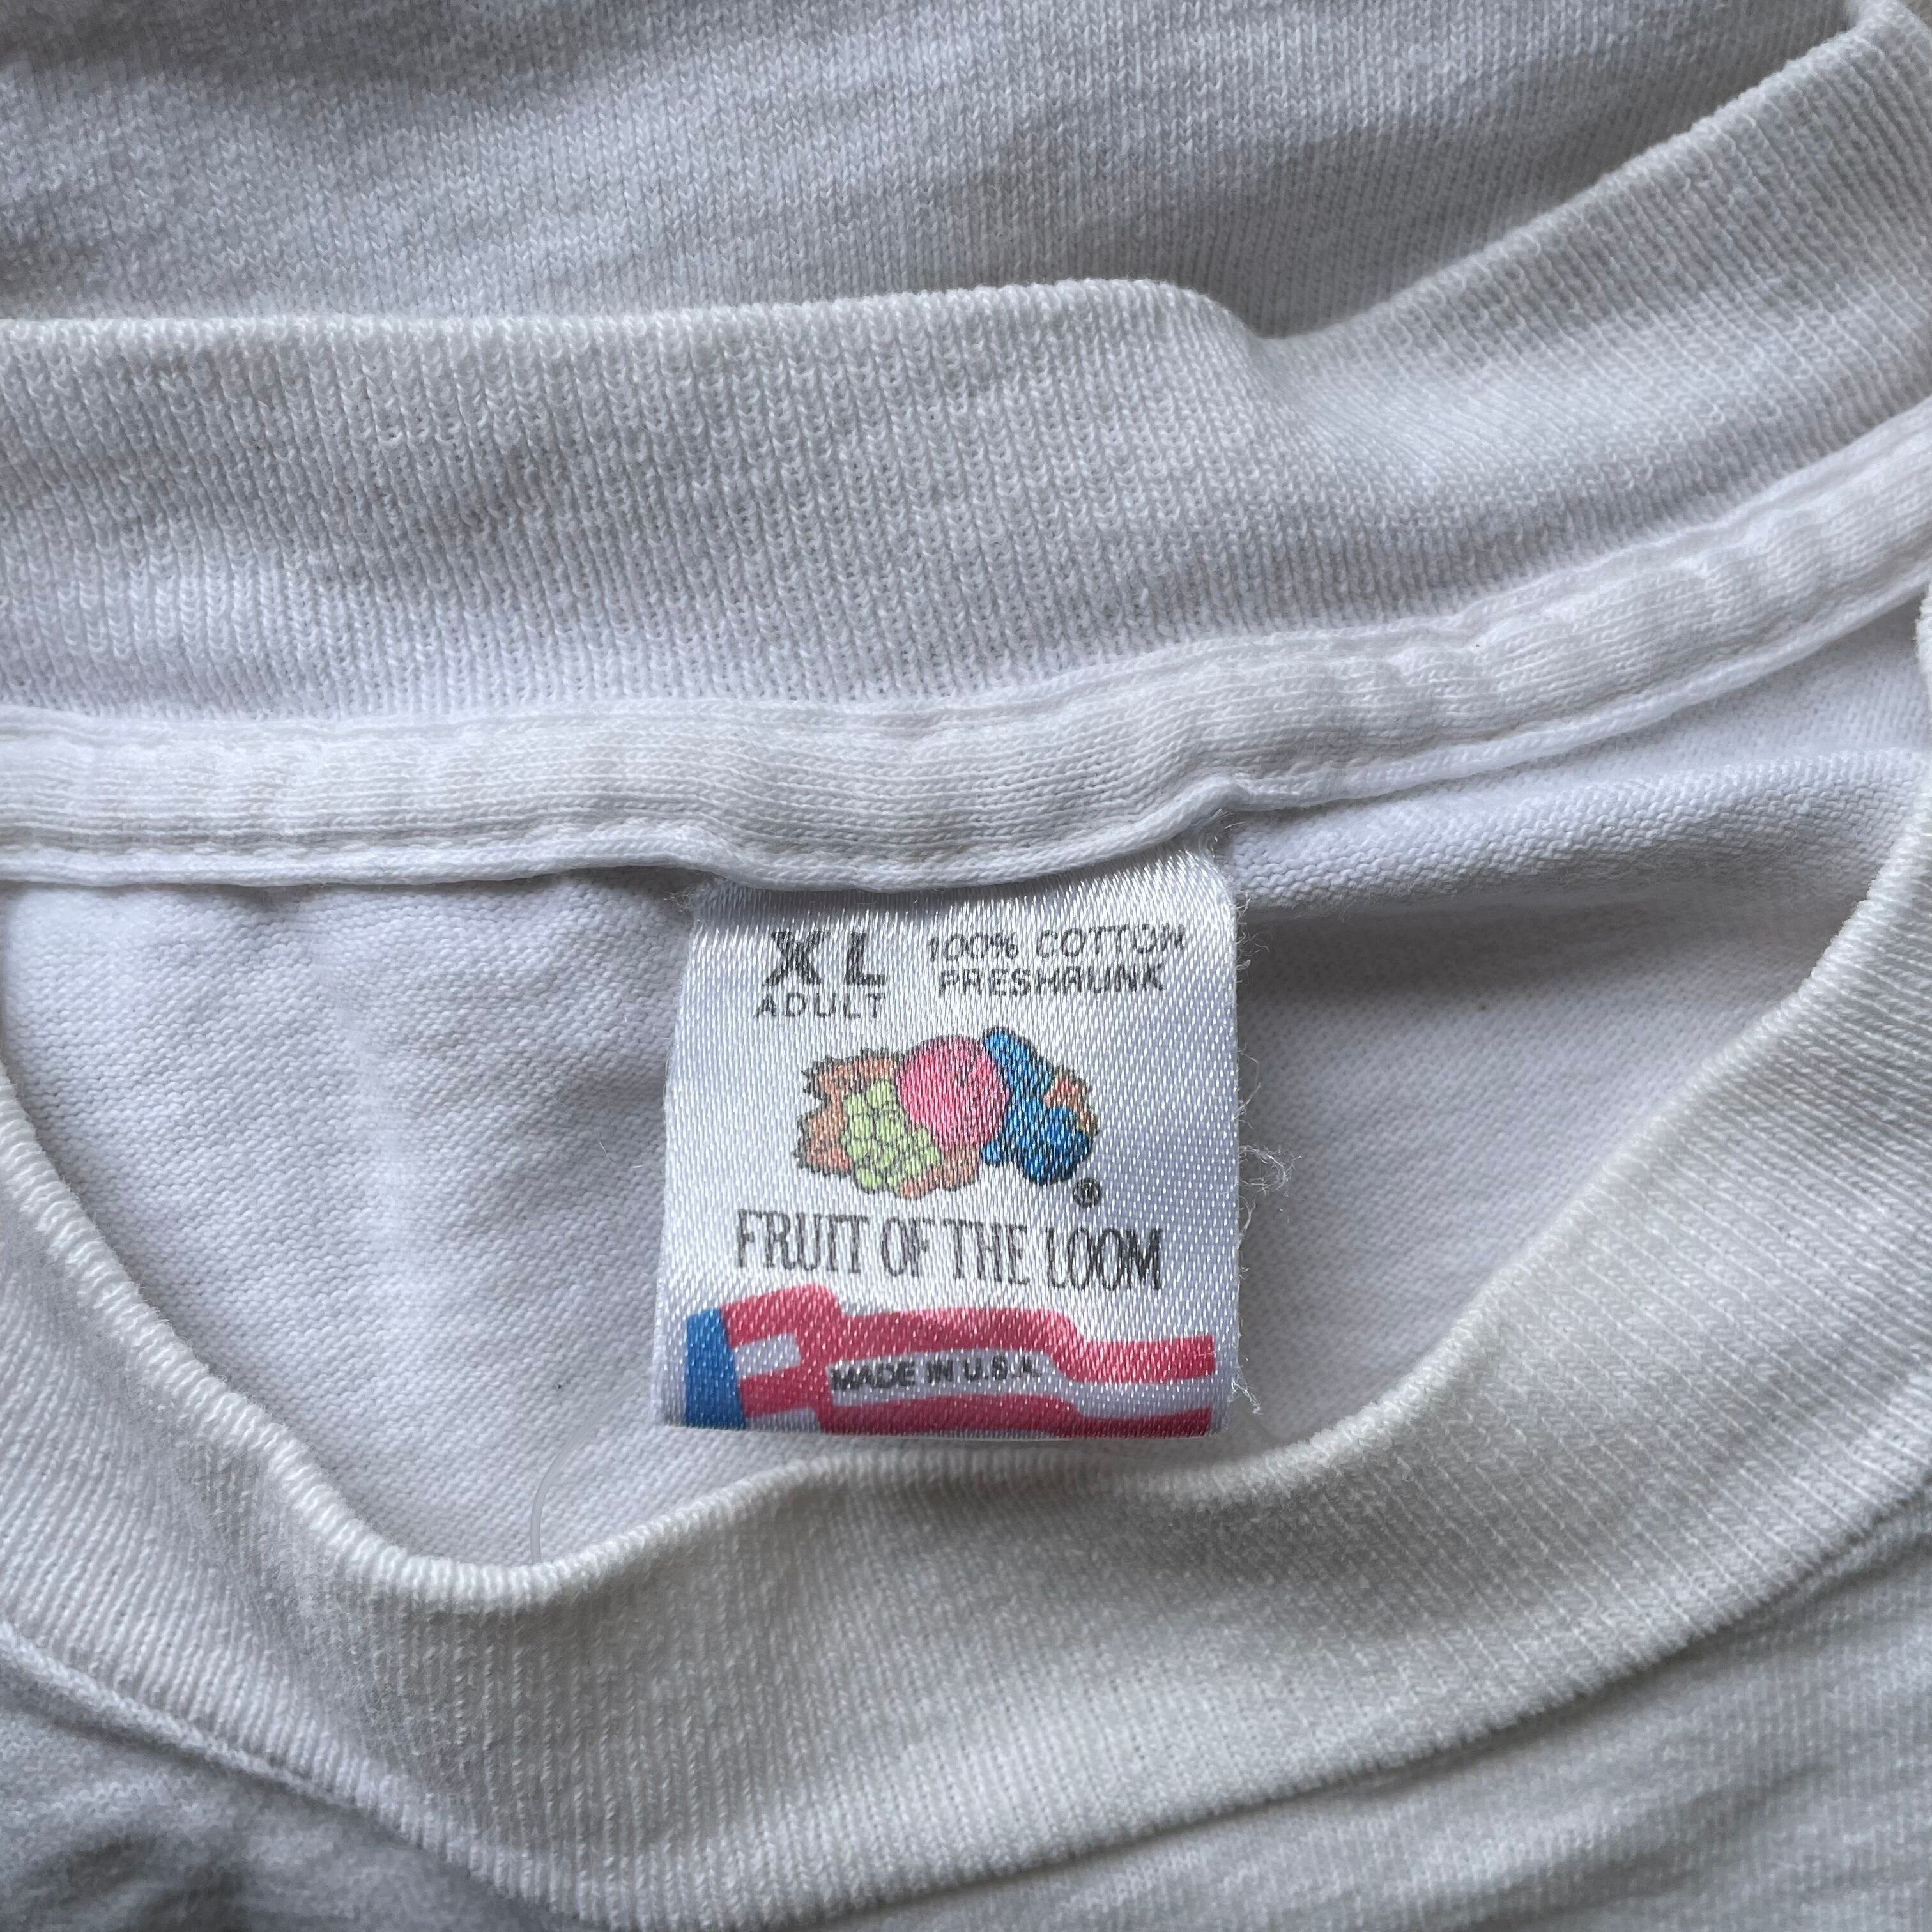 XL 100% COTTON
ADULT PRESHRUNK
®
FRUIT OF THE LOOM
MADE IN U.S.A.